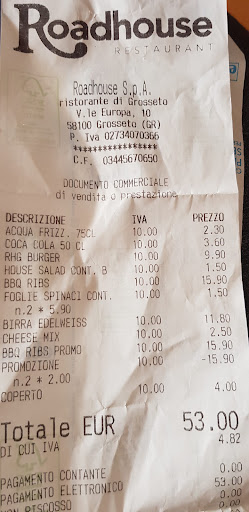 Roadhouse
RESTAURANT
Roadhouse S.p.A.
ristorante di Grosseto
V.le Europa, 10
58100 Grosseto (GR)
P. Iva 02734070366
******************
C.F. 03445670650
DOCUMENTO COMMERCIALE
di vendita o prestazione
DESCRIZIONE IVA PREZZO
ACQUA FRIZ. 75CL 10.00 2.30
COCA COLA 50 CL 10.00 3.60
RHG BURGER 10.00 9.90
HOUSE SALAD CONT. B 10.00 1.50
BBQ RIBS 10.00 15.90
FOGLIE SPINACI CONT. 10.00 1.50
n.2 * 5.90
BIRRA EDELWEISS 10.00 11.80
CHEESE MIX 10.00 2.50
BBQ RIBS PROMO 10.00 15.90
PROMOZIONE 10.00 -15.90
n.2 * 2.00
COPERTO 10.00 4.00
Totale EUR 53.00
DI CUI IVA 4.82
PAGAMENTO CONTANTE 0.00
PAGAMENTO ELETTRONICO 53.00
NON RISCOSSO 0.00